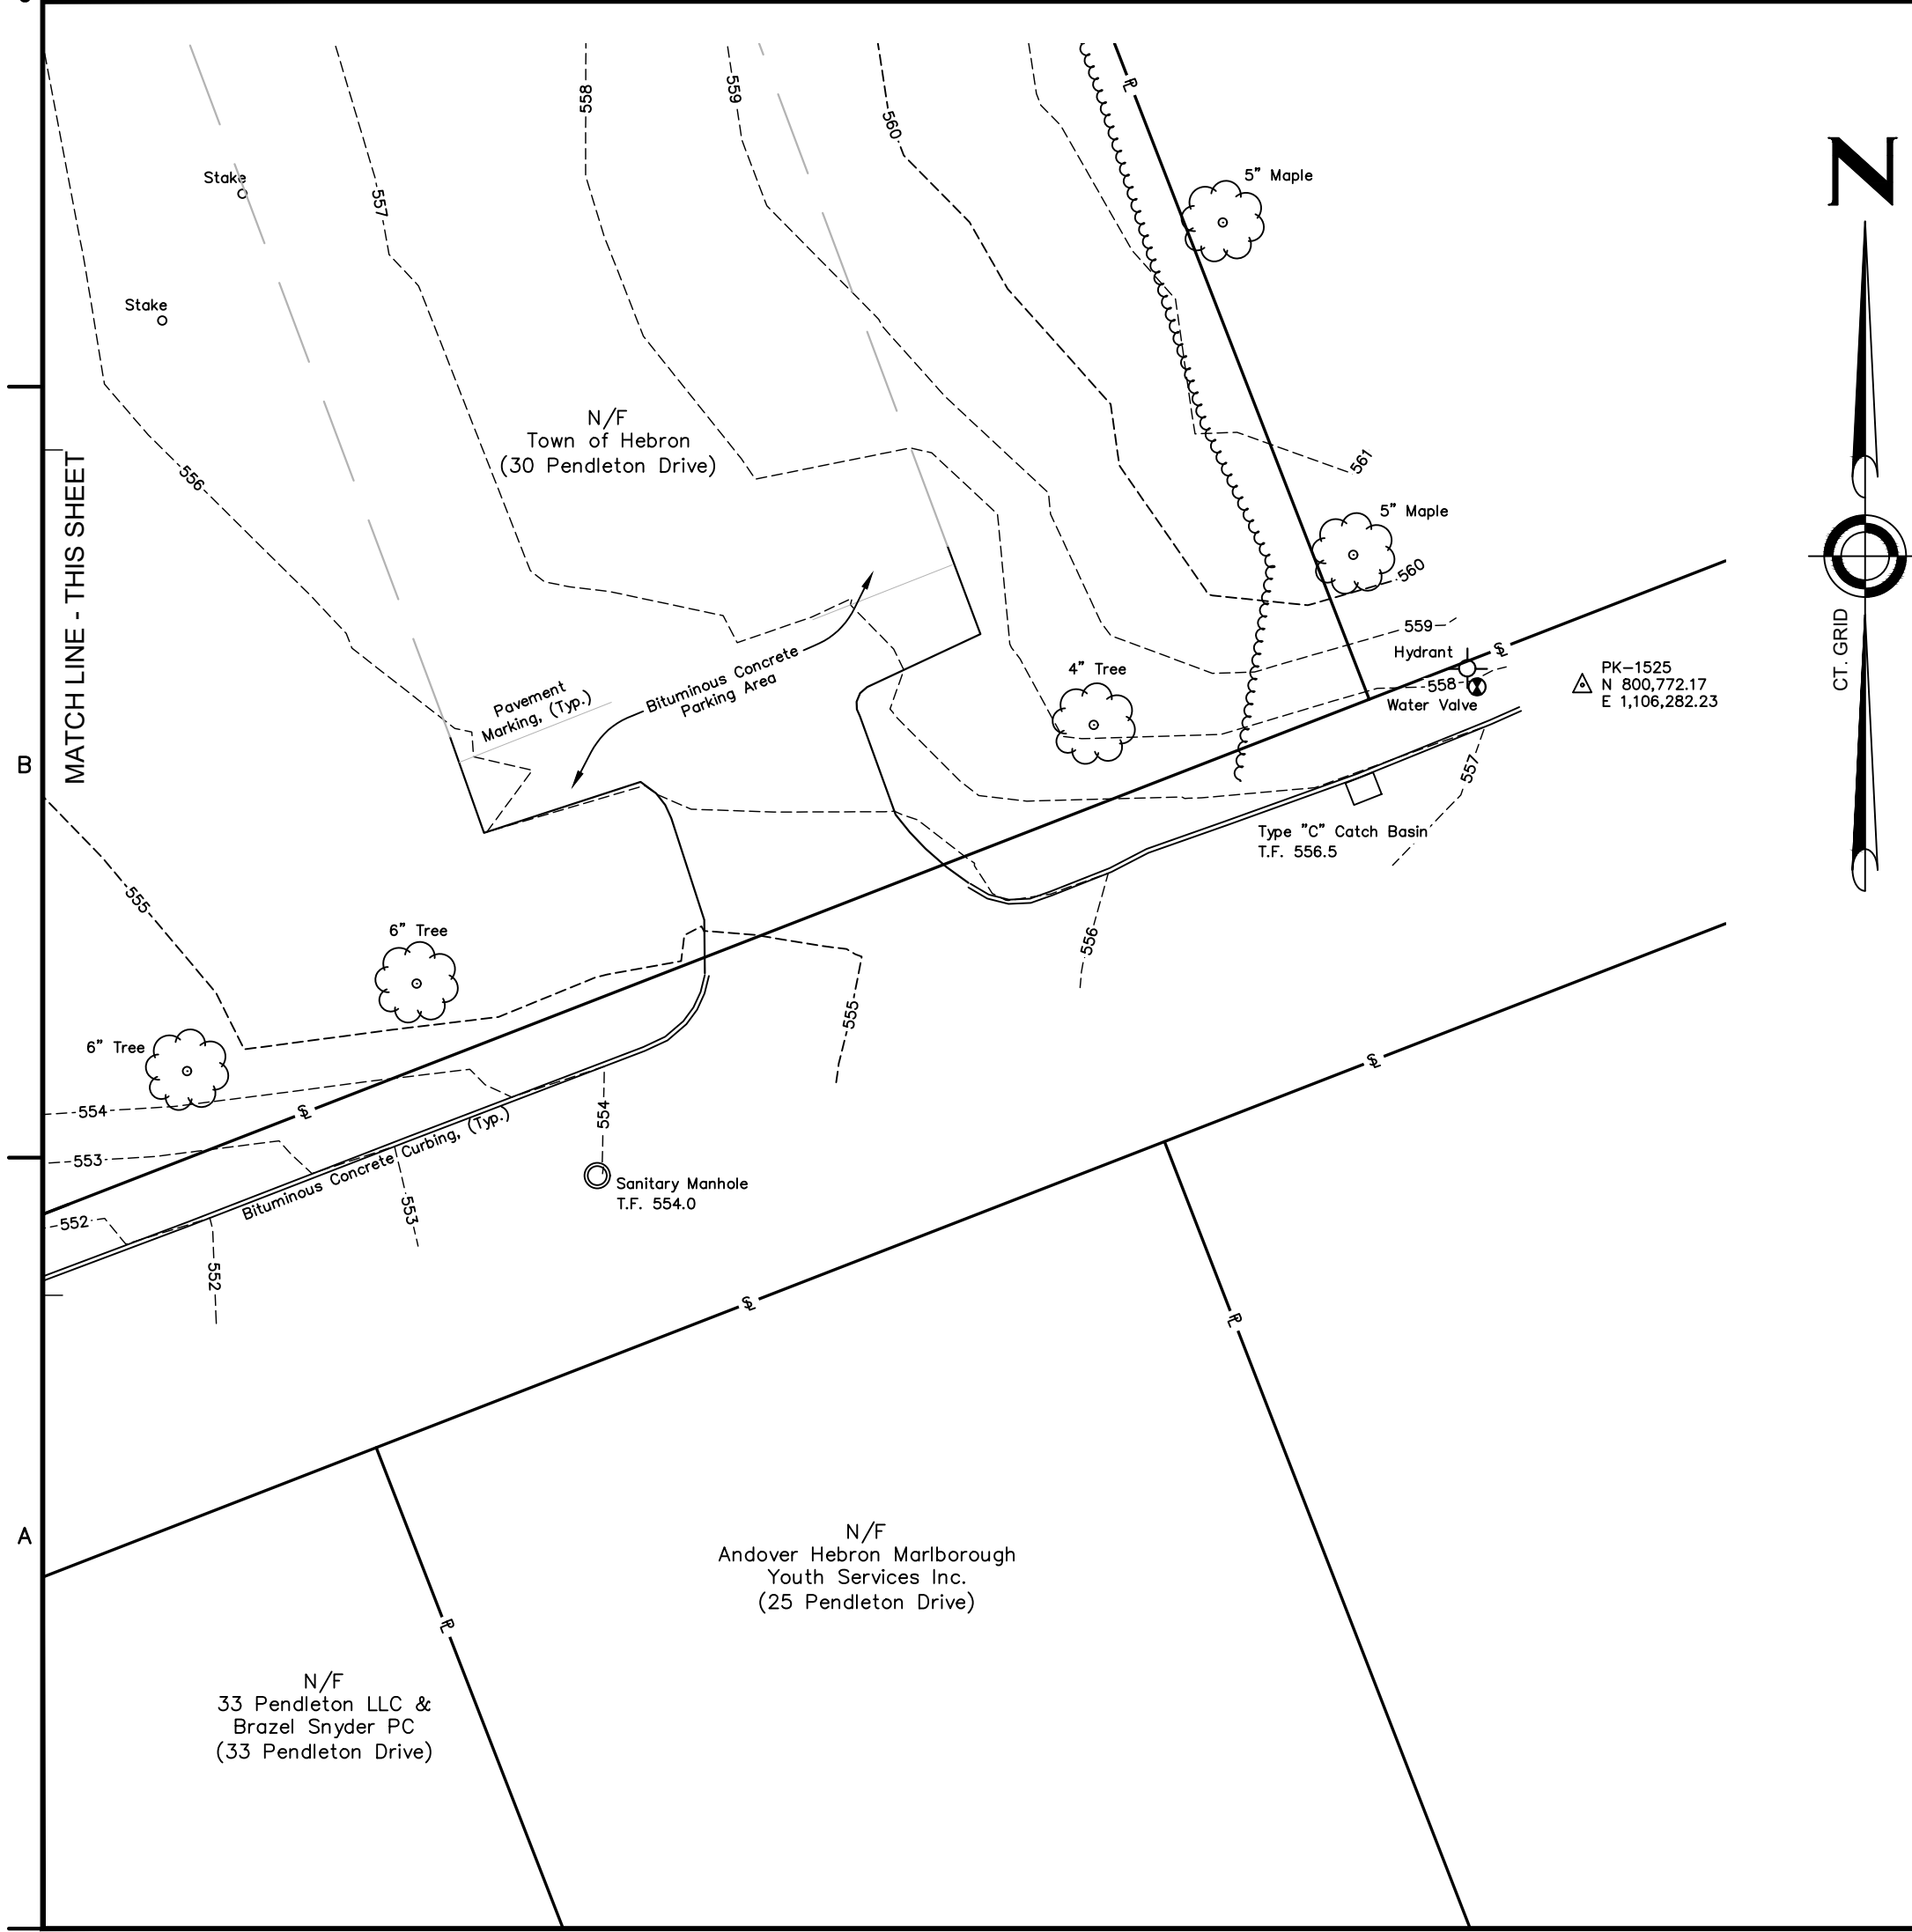 558
559
560
N
5" Maple
Stake
557
Stake
N/F
Town of Hebron
(30 Pendleton Drive)
561
556
MATCH LINE - THIS SHEET
5" Maple
560
559
Hydrant
CT. GRID
PK-1525
N 800,772.17
E 1,106,282.23
4" Tree
558
Water Valve
Bituminous Concrete
Parking Area
Pavement
Marking, (Typ.)
B
557
Type "C" Catch Basin
T.F. 556.5
555
6" Tree
556
555
6" Tree
554
554
553
Bituminous Concrete Curbing, (Typ.)
Sanitary Manhole
T.F. 554.0
553
552
552
A
N/F
Andover Hebron Marlborough
Youth Services Inc.
(25 Pendleton Drive)
N/F
33 Pendleton LLC &
Brazel Snyder PC
(33 Pendleton Drive)